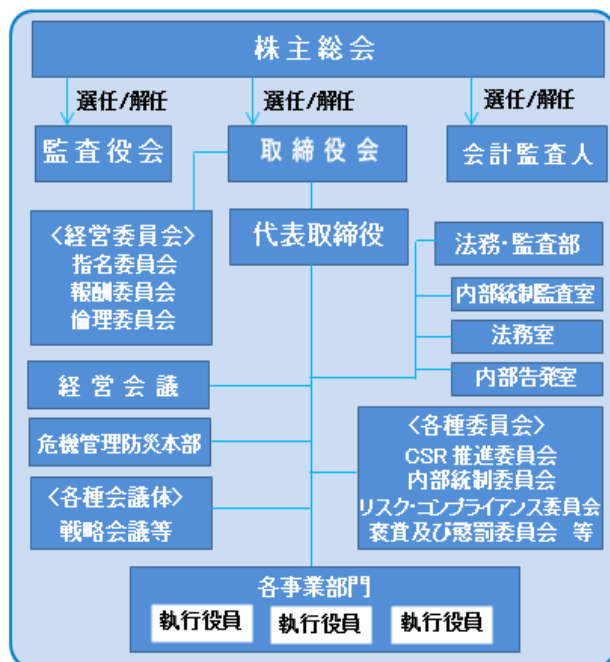 株主総会
選任/解任
選任/解任
選任/解任
監査役会
取締役会
会計監査人
〈経営委員会〉
指名委員会
報酬委員会
倫理委員会
代表取締役
法務・監査部
内部統制監査室
法務室
内部告発室
経営会議
危機管理防災本部
〈各種会議体〉
戦略会議等
〈各種委員会〉
CSR 推進委員会
内部統制委員会
リスク・コンプライアンス委員会
褒賞及び懲罰委員会 等
各事業部門
執行役員
執行役員
執行役員